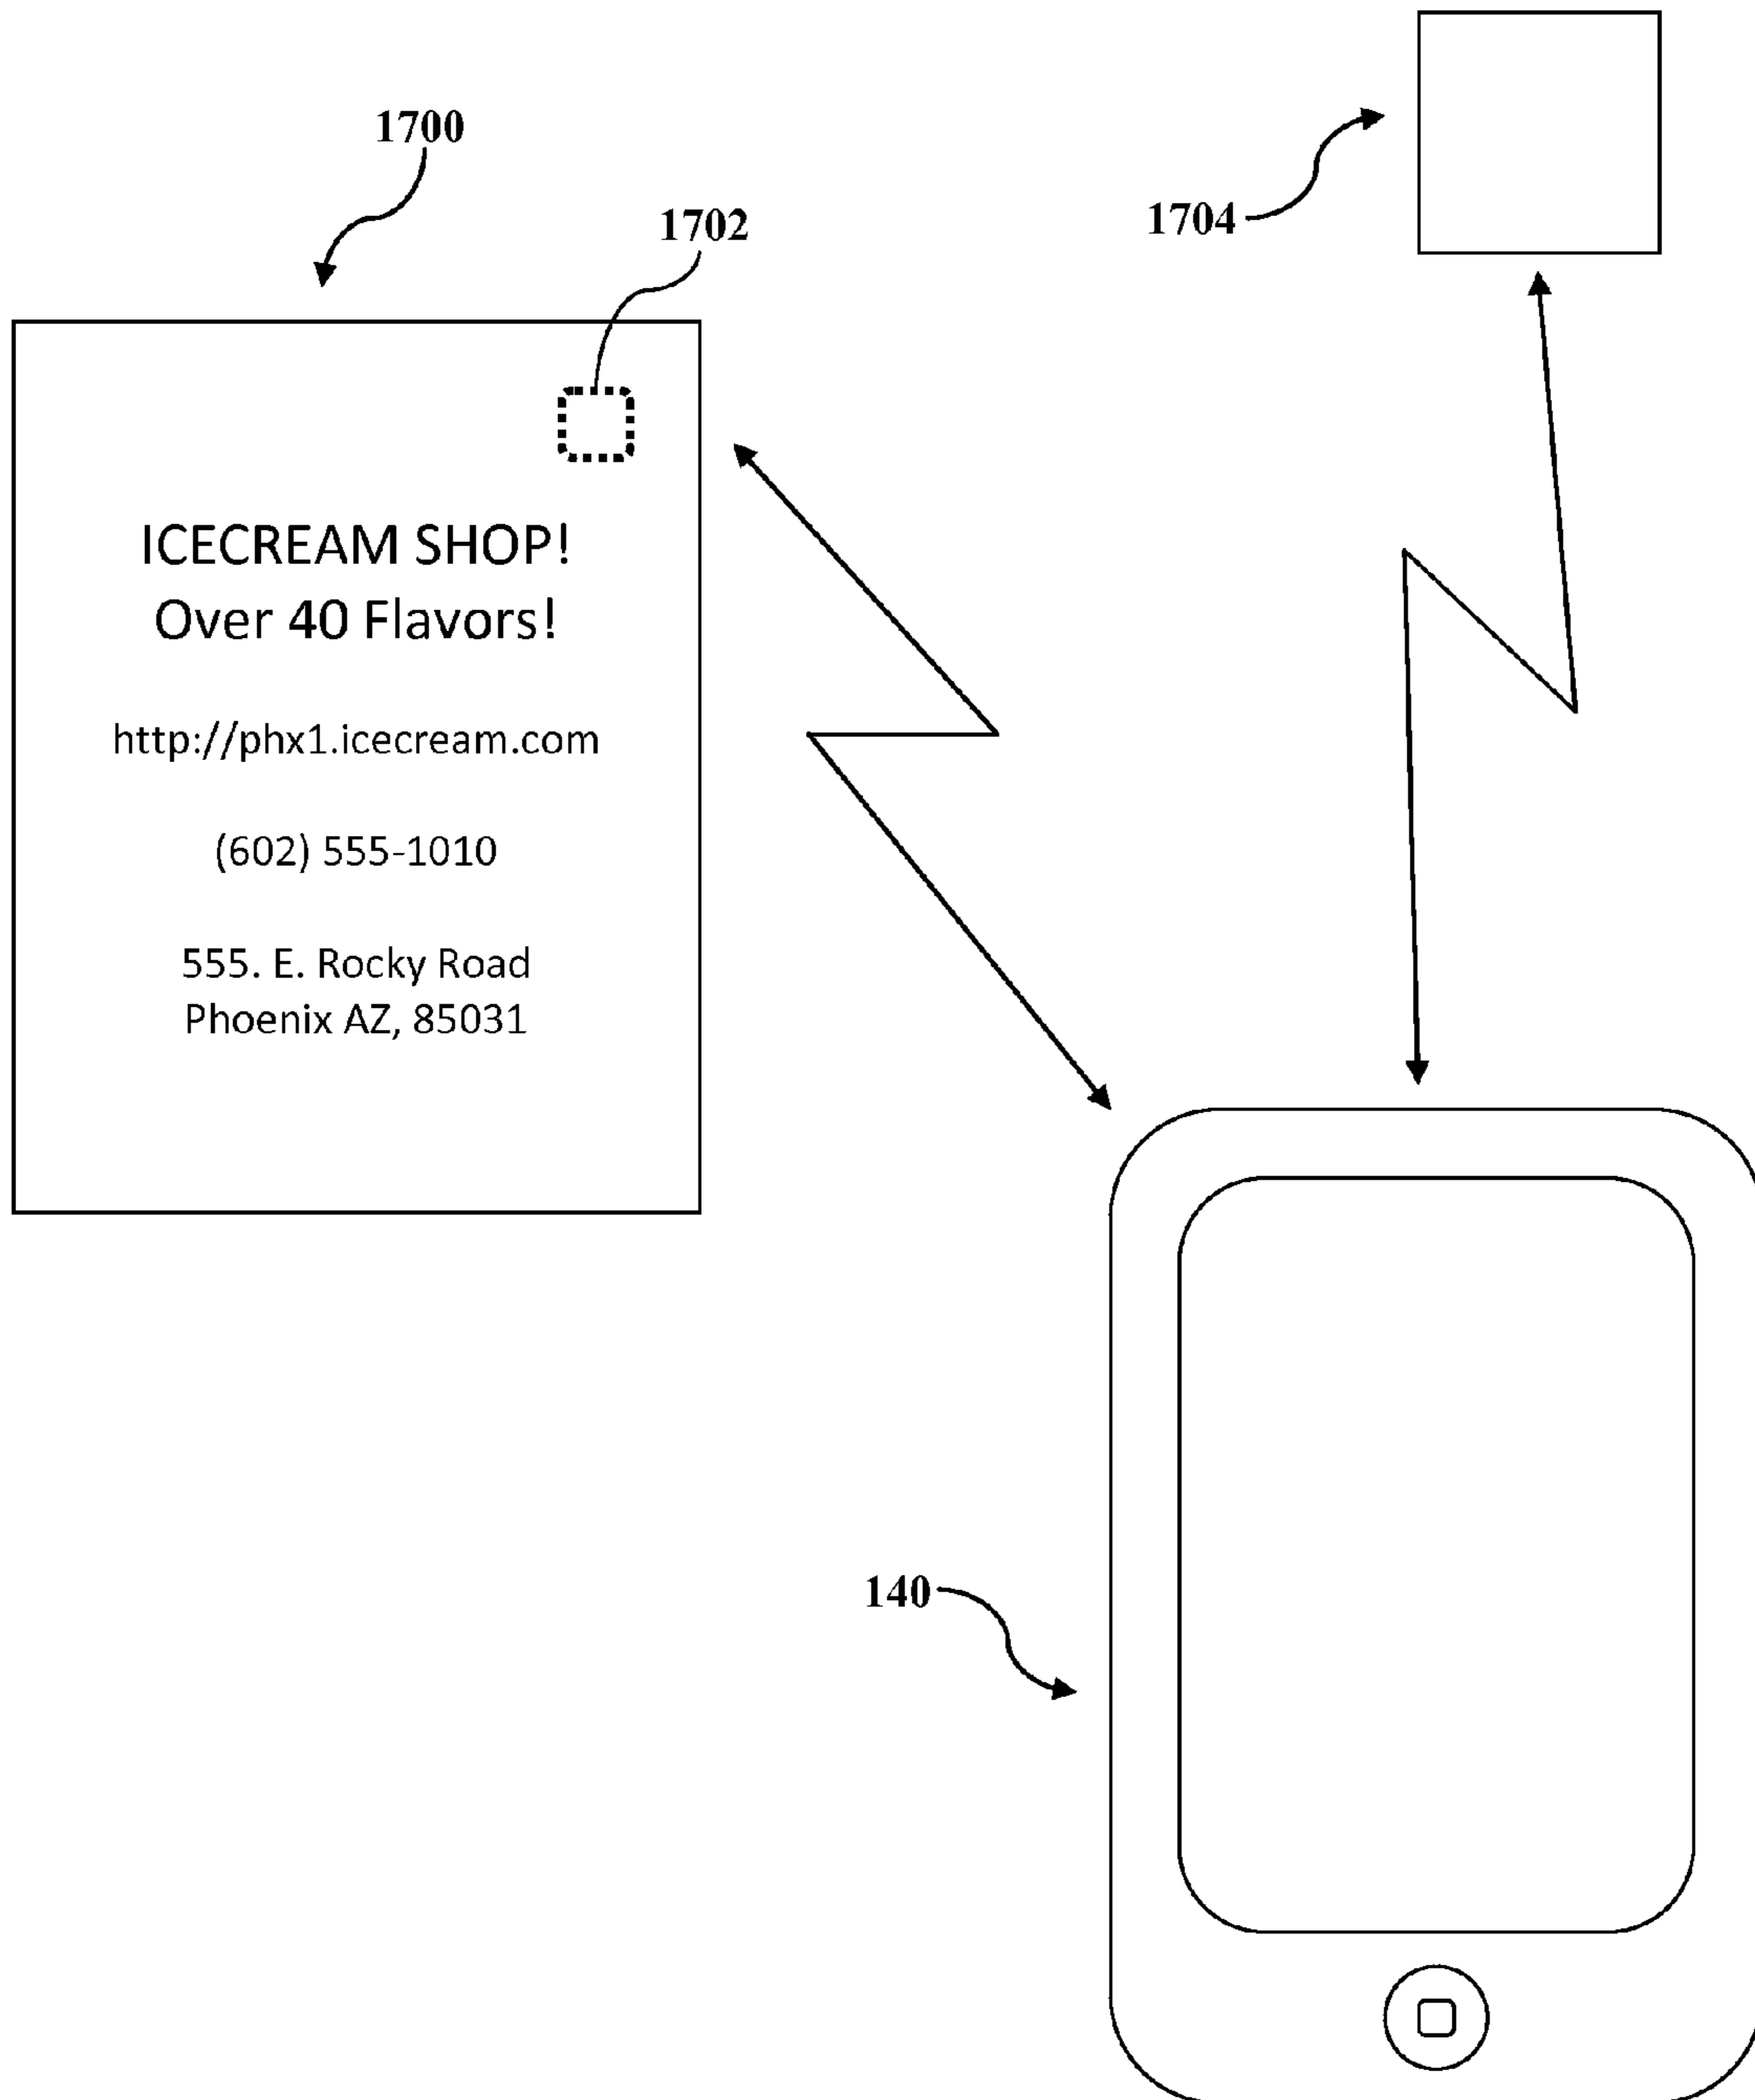 1700
1702
1704
ICECREAM SHOP!
Over 40 Flavors!
http://phx1.icecream.com
(602) 555-1010
555. E. Rocky Road
Phoenix AZ, 85031
140